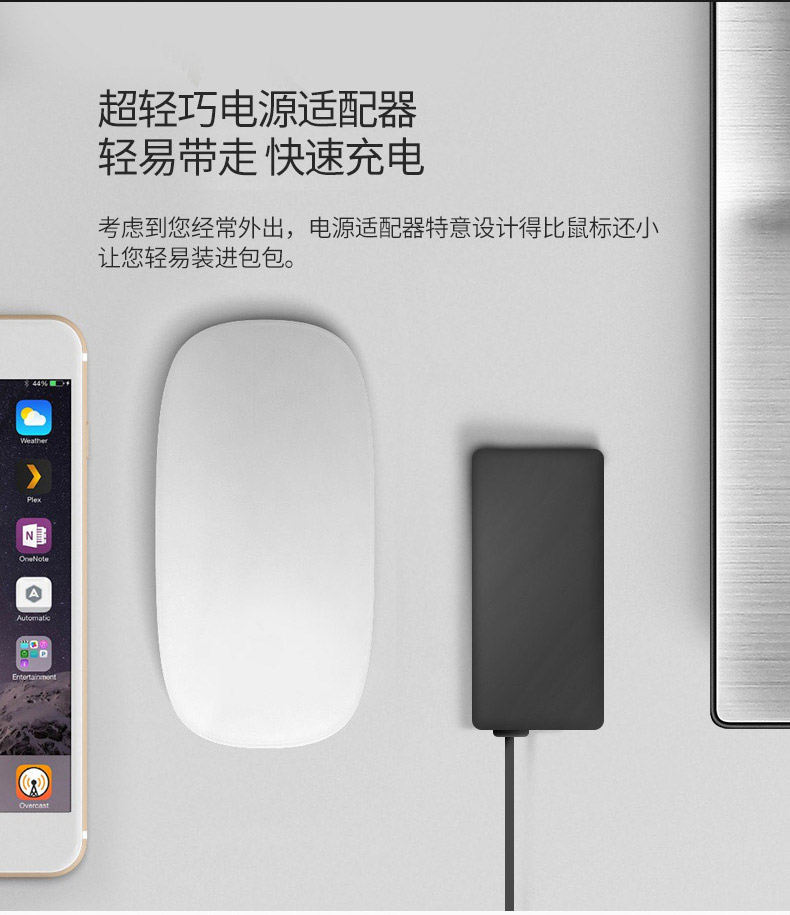 超轻巧电源适配器
轻易带走 快速充电
考虑到您经常外出，电源适配器特意设计得比鼠标还小
让您轻易装进包包。
44%
Weather
Plex
N
OneNote
Automatic
Entertainment
Overcast